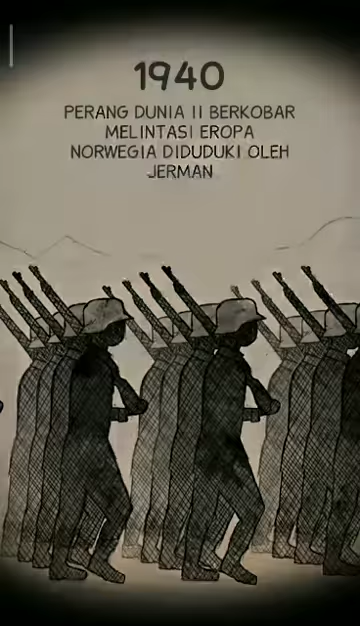 1940
PERANG DUNIA II BERKOBAR
MELINTASI EROPA
NORWEGIA DIDUDUKI OLEH
JERMAN